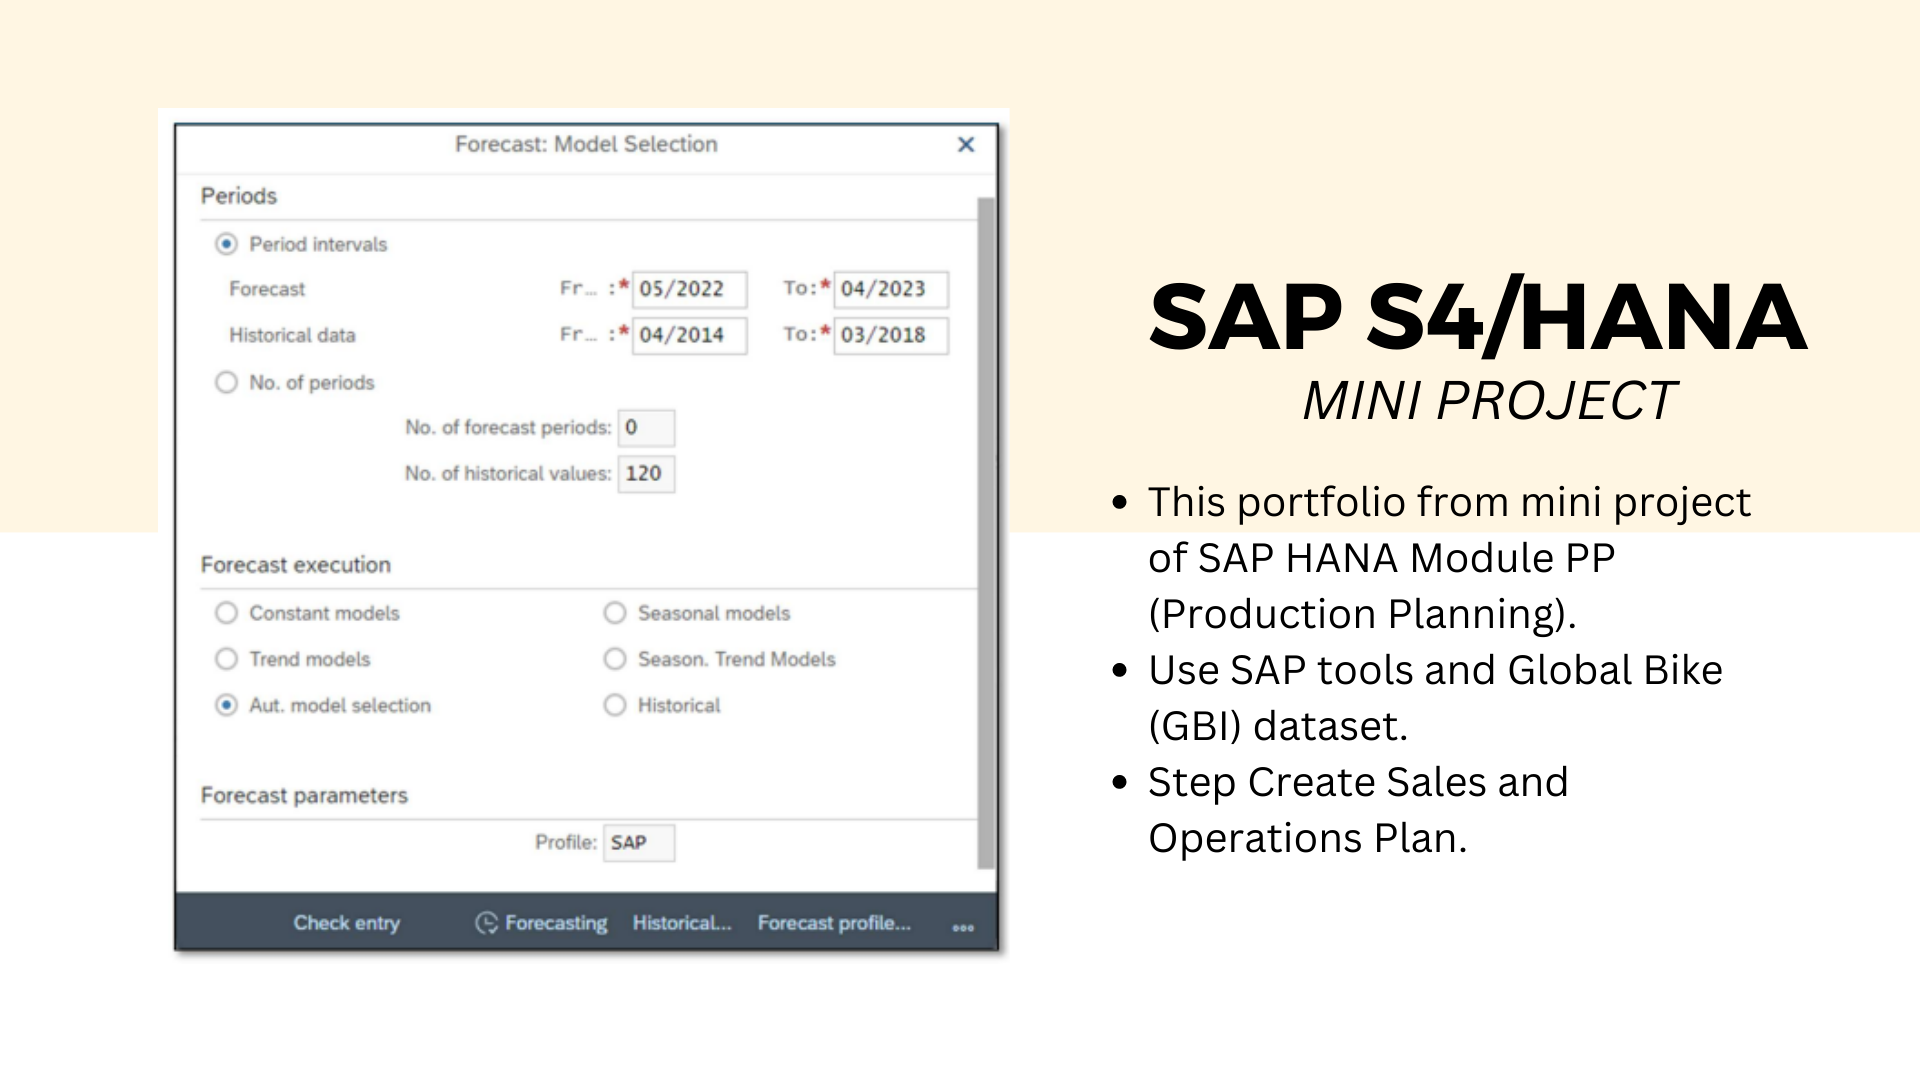 Forecast: Model Selection
Periods
Period intervals
Forecast Fr... :* 05/2022 To:* 04/2023
Historical data Fr... :* 04/2014 To:* 03/2018
No. of periods
No. of forecast periods: 0
No. of historical values: 120
Forecast execution
Constant models Seasonal models
Trend models Season. Trend Models
Aut. model selection Historical
Forecast parameters
Profile: SAP
Check entry Forecasting Historical... Forecast profile... ...
SAP S4/HANA
MINI PROJECT
• This portfolio from mini project
of SAP HANA Module PP
(Production Planning).
• Use SAP tools and Global Bike
(GBI) dataset.
• Step Create Sales and
Operations Plan.